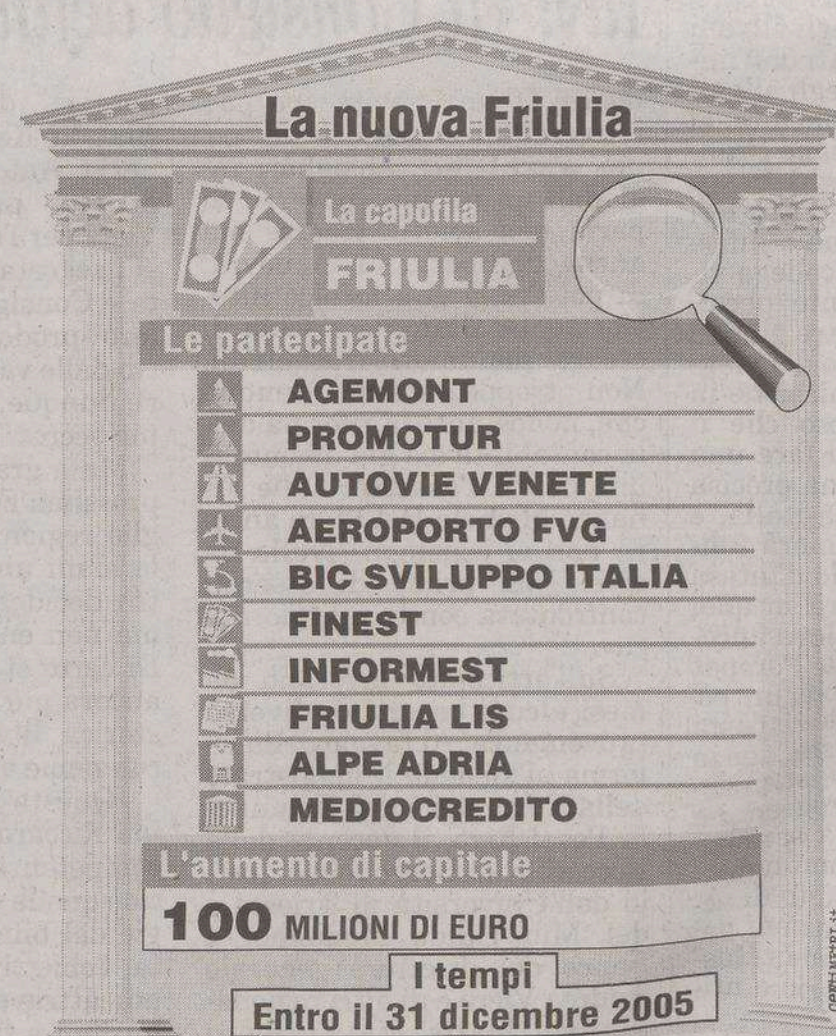 La nuova Friulia
La capofila
FRIULIA
Le partecipate
AGEMONT
PROMOTUR
AUTOVIE VENETE
AEROPORTO FVG
BIC SVILUPPO ITALIA
FINEST
INFORMEST
FRIULIA LIS
ALPE ADRIA
MEDIOCREDITO
L'aumento di capitale
100 MILIONI DI EURO
I tempi
Entro il 31 dicembre 2005